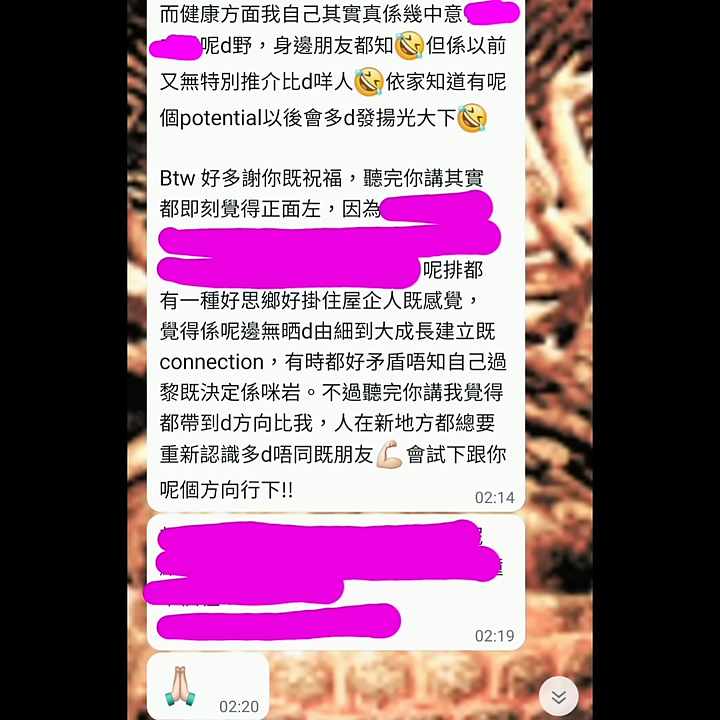 而健康方面我自己其實真係幾中意
呢d野，身邊朋友都知🤣但係以前
又無特別推介比d咩人🤣依家知道有呢
個potential以後會多d發揚光大下🤣
Btw 好多謝你既祝福，聽完你講其實
都即刻覺得正面左，因為
呢排都
有一種好思鄉好掛住屋企人既感覺，
覺得係呢邊無晒d由細到大成長建立既
connection，有時都好矛盾唔知自己過
黎既決定係咪岩。不過聽完你講我覺得
都帶到d方向比我，人在新地方都總要
重新認識多d唔同既朋友💪🏻會試下跟你
呢個方向行下!!
02:14
02:19
🙏🏻
02:20